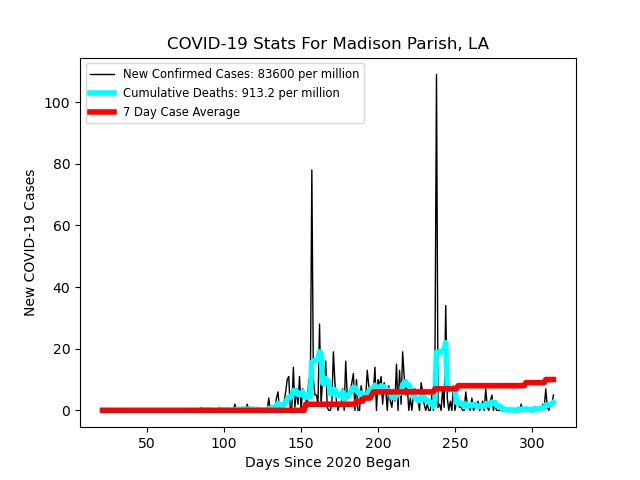 COVID-19 Stats For Madison Parish, LA
New Confirmed Cases: 83600 per million
Cumulative Deaths: 913.2 per million
7 Day Case Average
New COVID-19 Cases
100
80
60
40
20
0
50 100 150 200 250 300
Days Since 2020 Began